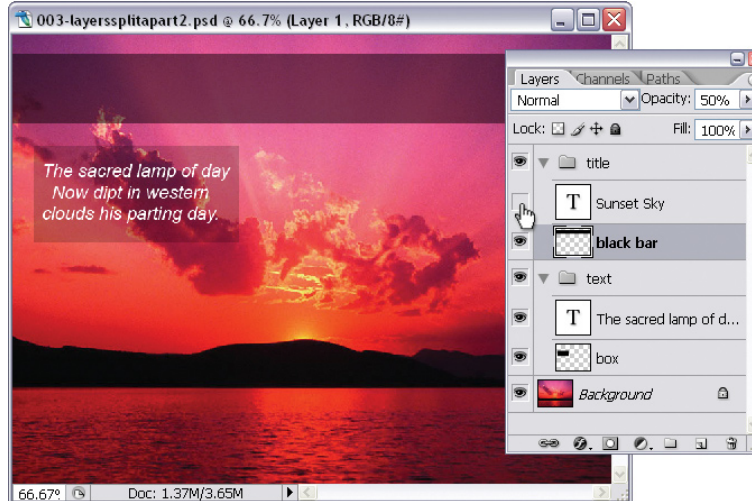 003-layerssplitapart2.psd @ 66.7% (Layer 1, RGB/8#)
The sacred lamp of day
Now dipt in western
clouds his parting day.
66.67% Doc: 1.37M/3.65M
Layers Channels Paths
Normal Opacity: 50%
Lock: Fill: 100%
title
T Sunset Sky
black bar
text
T The sacred lamp of d...
box
Background